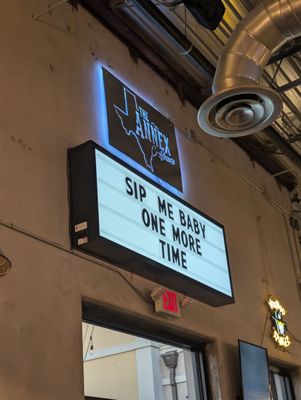 THE
ANNEX
SIP ME BABY
ONE MORE
TIME
EXIT